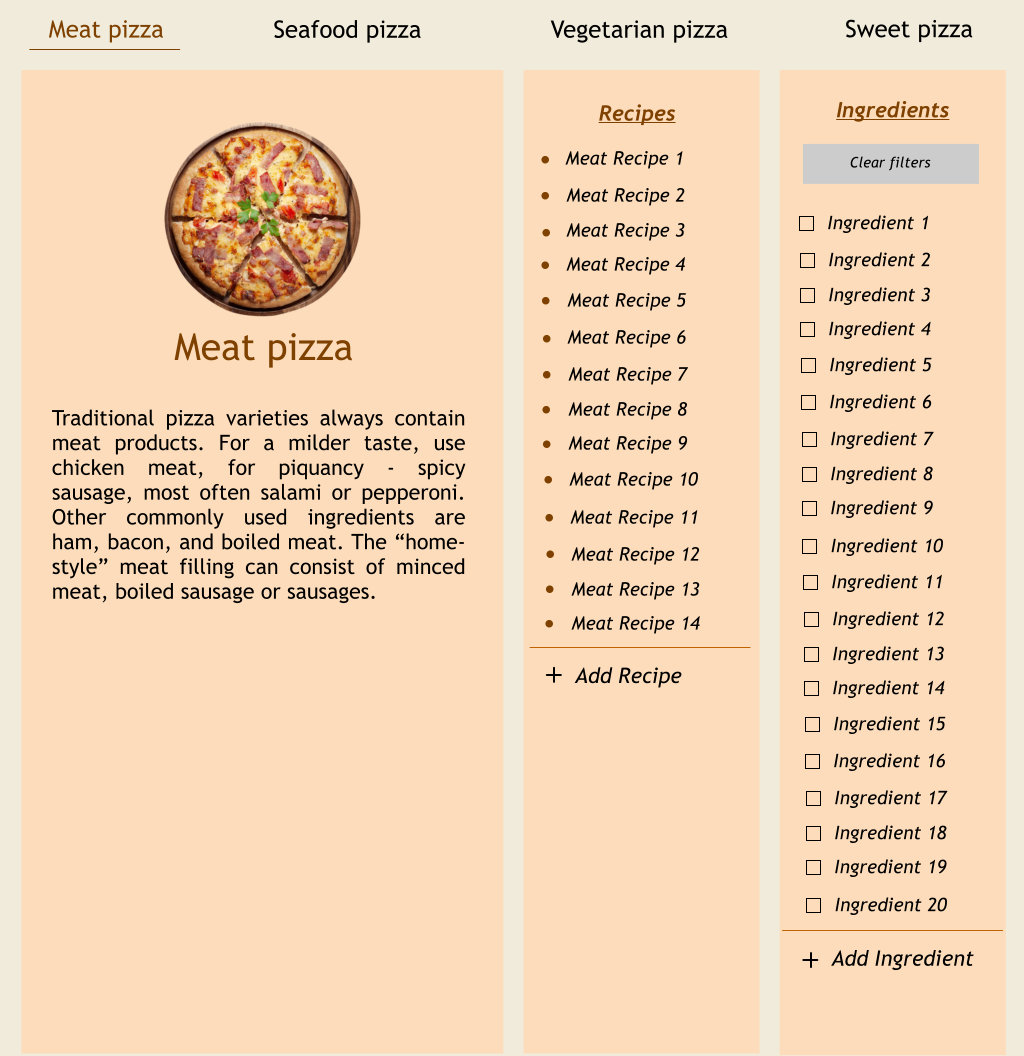 Meat pizza
Seafood pizza
Vegetarian pizza
Sweet pizza
Meat pizza
Traditional pizza varieties always contain
meat products. For a milder taste, use
chicken meat, for piquancy - spicy
sausage, most often salami or pepperoni.
Other commonly used ingredients are
ham, bacon, and boiled meat. The “home-
style” meat filling can consist of minced
meat, boiled sausage or sausages.
Recipes
Meat Recipe 1
Meat Recipe 2
Meat Recipe 3
Meat Recipe 4
Meat Recipe 5
Meat Recipe 6
Meat Recipe 7
Meat Recipe 8
Meat Recipe 9
Meat Recipe 10
Meat Recipe 11
Meat Recipe 12
Meat Recipe 13
Meat Recipe 14
+ Add Recipe
Ingredients
Clear filters
Ingredient 1
Ingredient 2
Ingredient 3
Ingredient 4
Ingredient 5
Ingredient 6
Ingredient 7
Ingredient 8
Ingredient 9
Ingredient 10
Ingredient 11
Ingredient 12
Ingredient 13
Ingredient 14
Ingredient 15
Ingredient 16
Ingredient 17
Ingredient 18
Ingredient 19
Ingredient 20
+ Add Ingredient